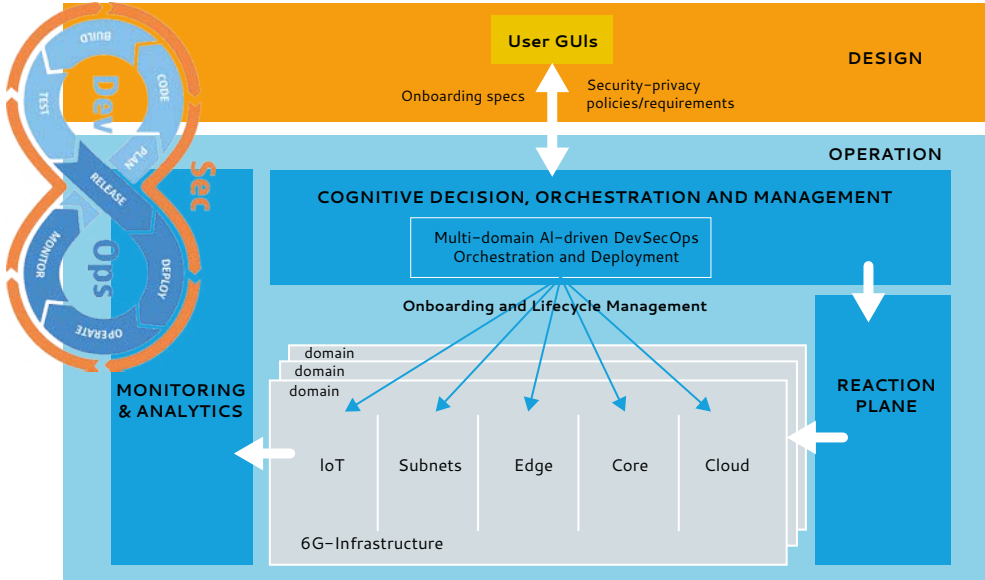 User GUIs
DESIGN
Onboarding specs
Security-privacy
policies/requirements
BUILD
CODE
TEST
Dev
PLAN
Sec
RELEASE
MONITOR
Ops
DEPLOY
OPERATE
OPERATION
COGNITIVE DECISION, ORCHESTRATION AND MANAGEMENT
Multi-domain AI-driven DevSecOps
Orchestration and Deployment
Onboarding and Lifecycle Management
domain
domain
domain
MONITORING
& ANALYTICS
REACTION
PLANE
IoT
Subnets
Edge
Core
Cloud
6G-Infrastructure